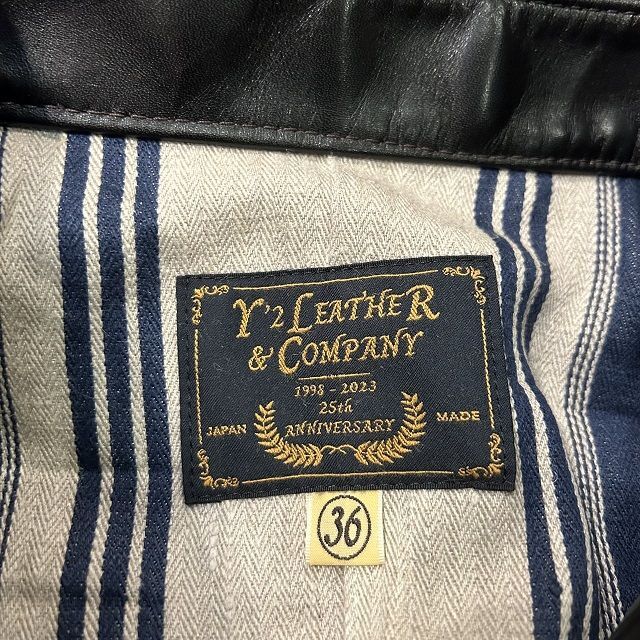 Y'2 LEATHER
& COMPANY
1998 - 2023
25th
ANNIVERSARY
JAPAN MADE
36